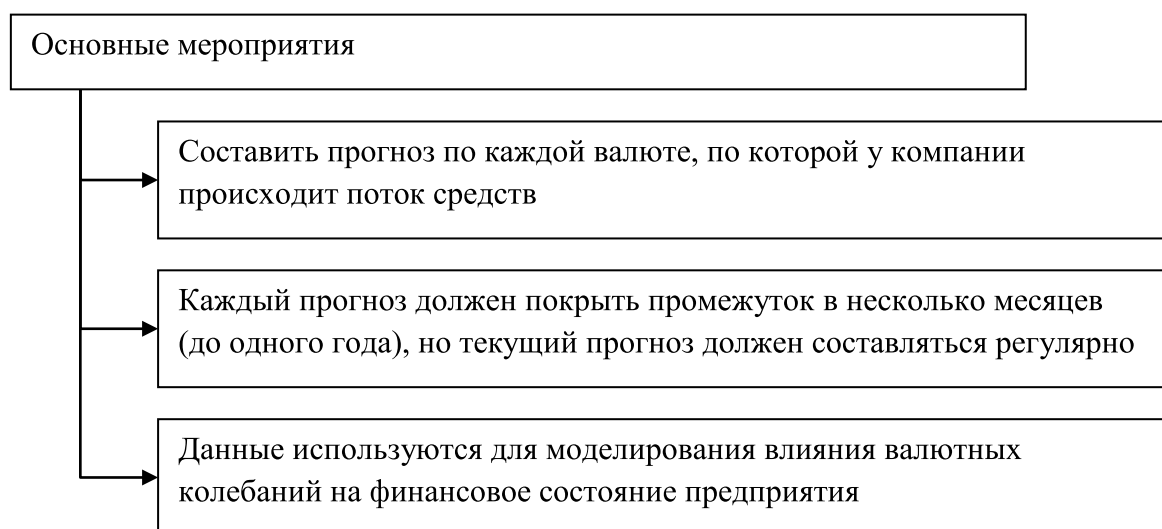 Основные мероприятия
Составить прогноз по каждой валюте, по которой у компании
происходит поток средств
Каждый прогноз должен покрыть промежуток в несколько месяцев
(до одного года), но текущий прогноз должен составляться регулярно
Данные используются для моделирования влияния валютных
колебаний на финансовое состояние предприятия